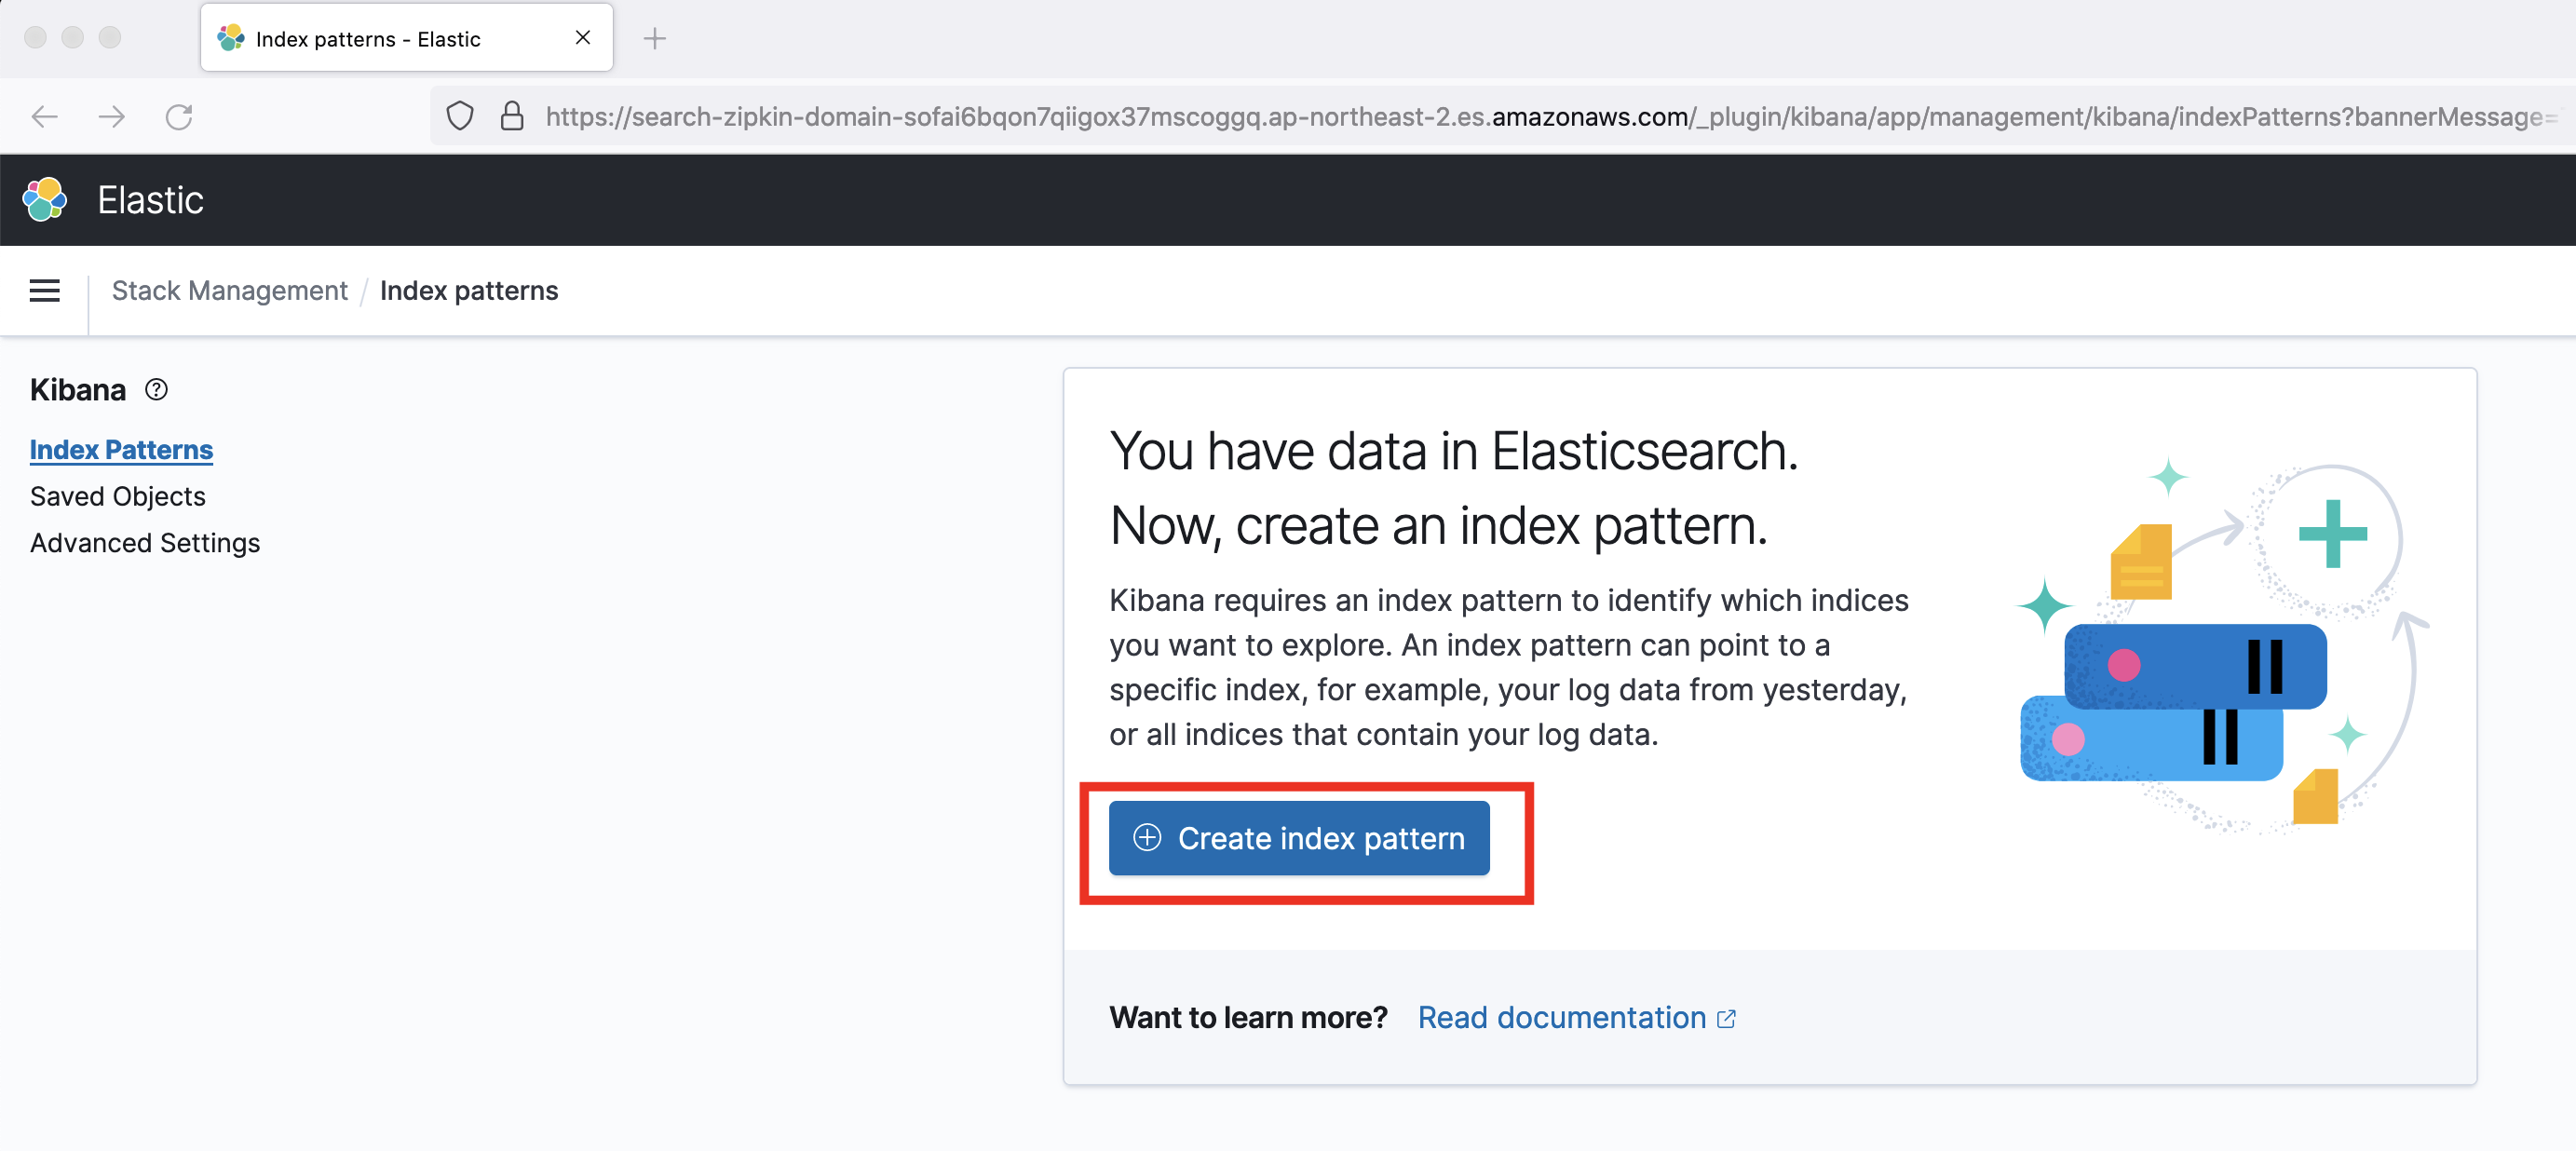 Index patterns - Elastic
https://search-zipkin-domain-sofai6bqon7qiigox37mscoggq.ap-northeast-2.es.amazonaws.com/_plugin/kibana/app/management/kibana/indexPatterns?bannerMessage=
Elastic
Stack Management / Index patterns
Kibana
Index Patterns
Saved Objects
Advanced Settings
You have data in Elasticsearch.
Now, create an index pattern.
Kibana requires an index pattern to identify which indices
you want to explore. An index pattern can point to a
specific index, for example, your log data from yesterday,
or all indices that contain your log data.
Create index pattern
Want to learn more? Read documentation